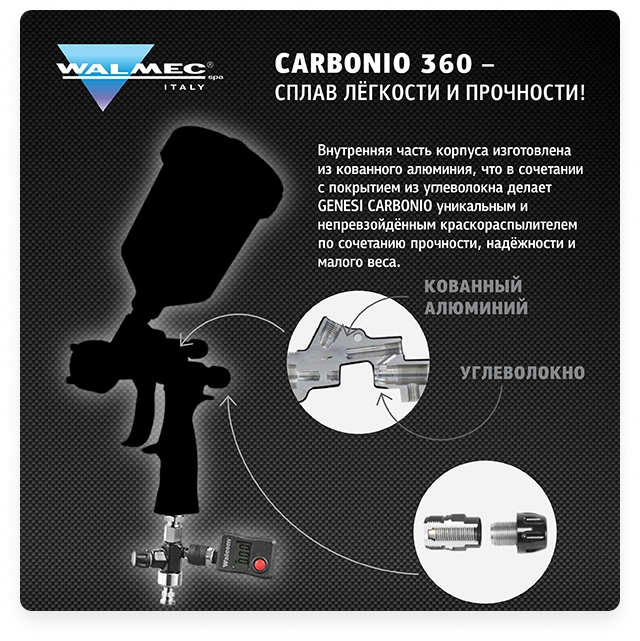 WALMEC®
spa
ITALY
CARBONIO 360 –
СПЛАВ ЛЁГКОСТИ И ПРОЧНОСТИ!
Внутренняя часть корпуса изготовлена
из кованного алюминия, что в сочетании
с покрытием из углеволокна делает
GENESI CARBONIO уникальным и
непревзойдённым краскораспылителем
по сочетанию прочности, надёжности и
малого веса.
КОВАННЫЙ
АЛЮМИНИЙ
УГЛЕВОЛОКНО
Walcom